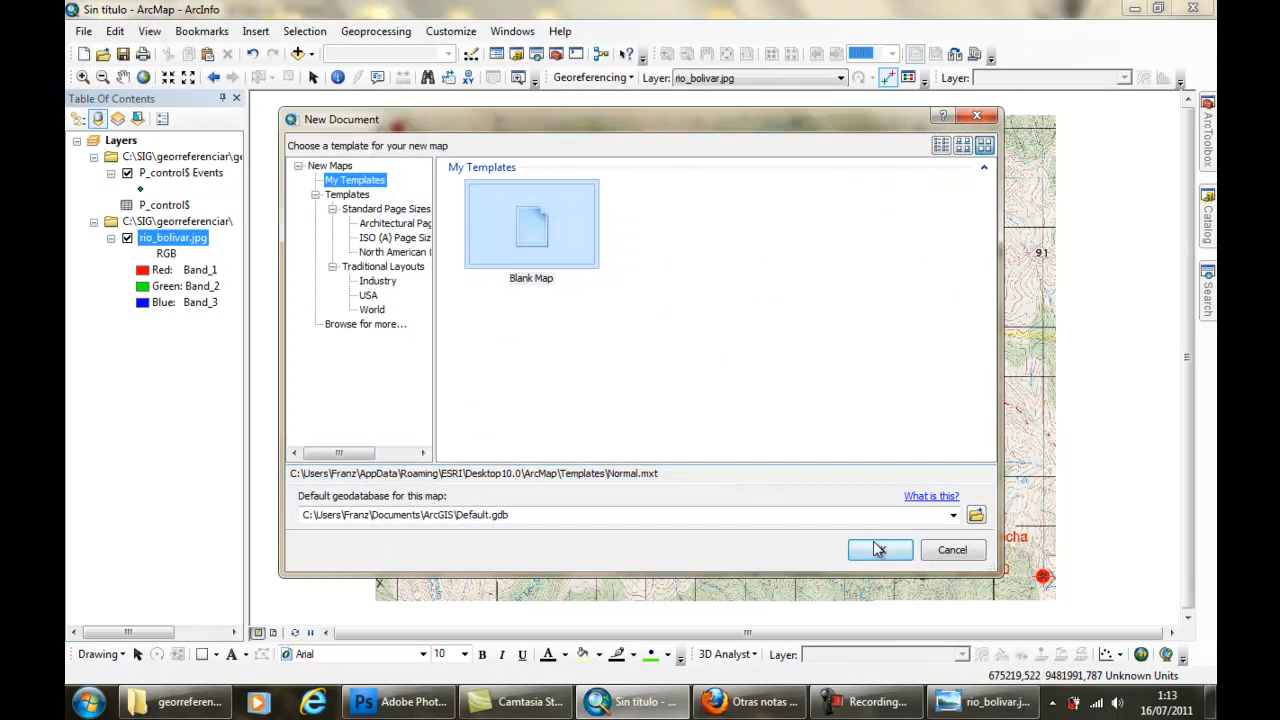 Sin título - ArcMap - ArcInfo
File Edit View Bookmarks Insert Selection Geoprocessing Customize Windows Help
Georeferencing Layer: rio_bolivar.jpg Layer:
Table Of Contents
Layers
C:\SIG\georreferenciar\ge
P_control$ Events
P_control$
C:\SIG\georreferenciar\
rio_bolivar.jpg
RGB
Red: Band_1
Green: Band_2
Blue: Band_3
New Document
Choose a template for your new map
New Maps
My Templates
Templates
Standard Page Sizes
Architectural Pag
ISO (A) Page Siz
North American (
Traditional Layouts
Industry
USA
World
Browse for more...
My Templates
Blank Map
C:\Users\Franz\AppData\Roaming\ESRI\Desktop10.0\ArcMap\Templates\Normal.mxt
Default geodatabase for this map:
What is this?
C:\Users\Franz\Documents\ArcGIS\Default.gdb
Cancel
91
cha
ArcToolbox
Catalog
Search
Drawing A Arial 10 B I U A 3D Analyst Layer:
675219,522 9481991,787 Unknown Units
georreferen...
Adobe Phot...
Camtasia St...
Sin título - ...
Otras notas ...
Recording...
rio_bolivar.j...
1:13
16/07/2011